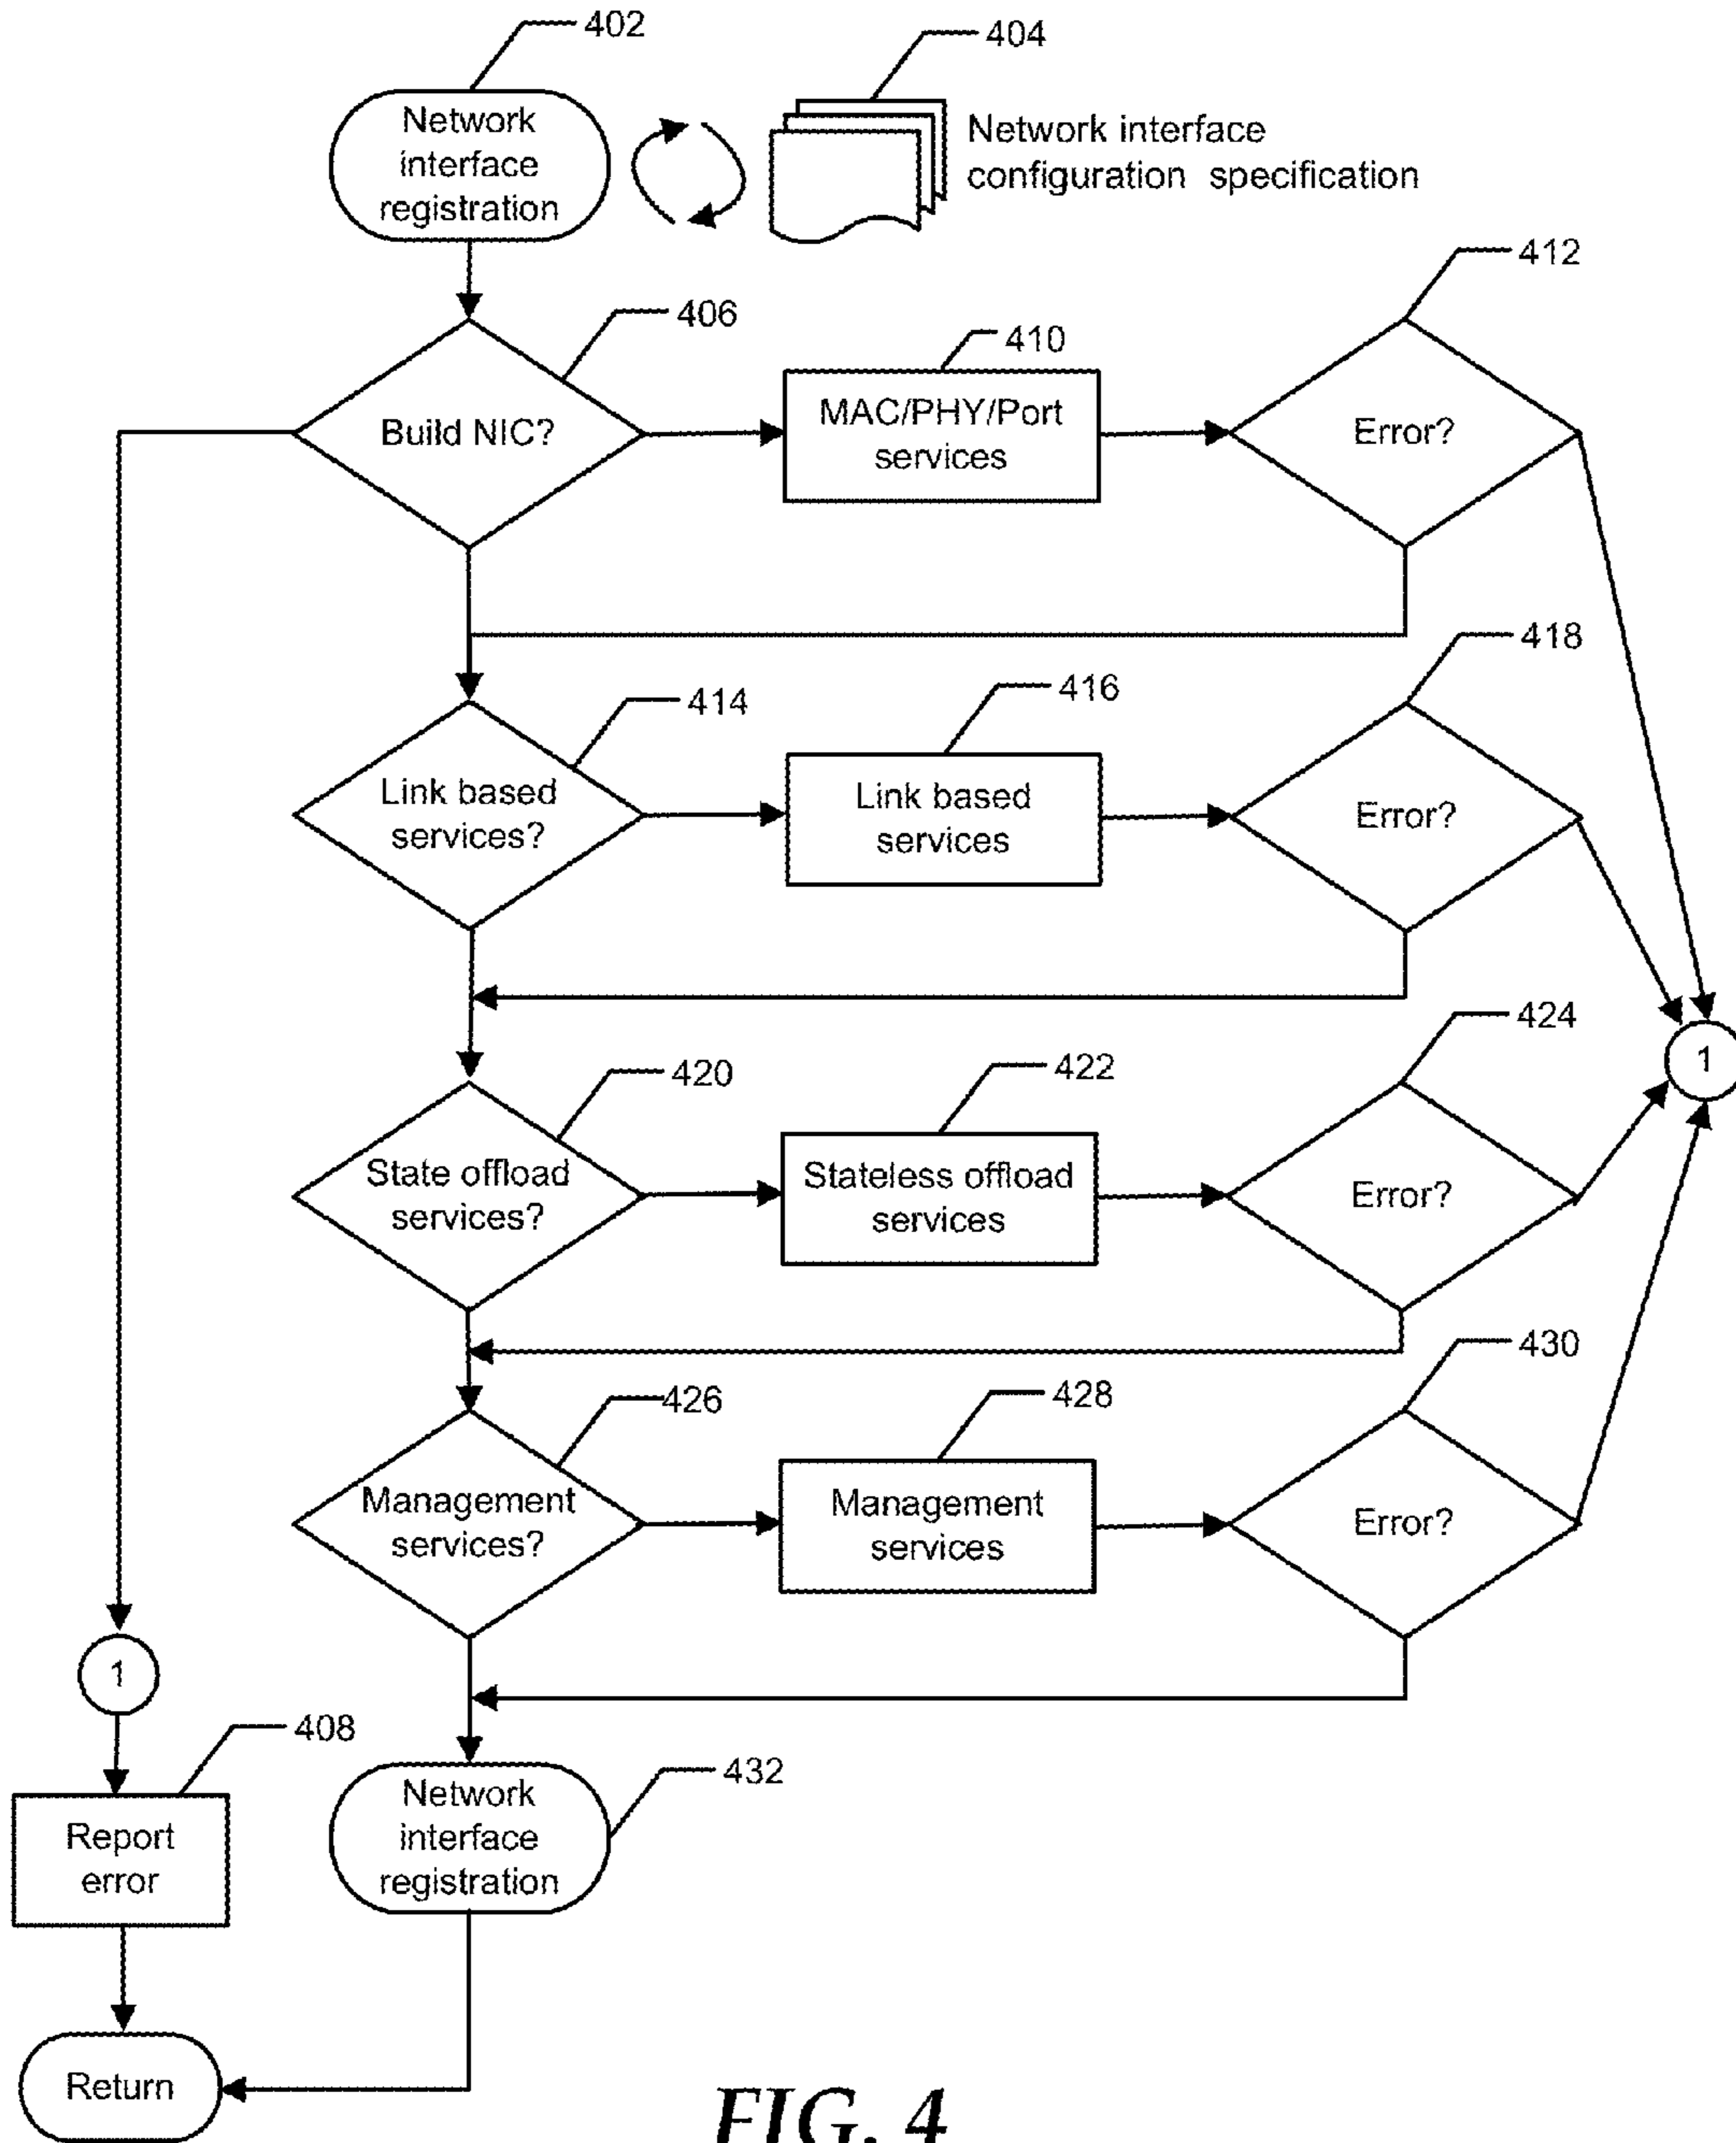 402
404
Network
interface
registration
Network interface
configuration specification
412
406
410
Build NIC?
MAC/PHY/Port
services
Error?
418
414
416
Link based
services?
Link based
services
Error?
424
420
422
1
State offload
services?
Stateless offload
services
Error?
430
426
428
Management
services?
Management
services
Error?
1
408
432
Report
error
Network
interface
registration
Return
FIG. 4